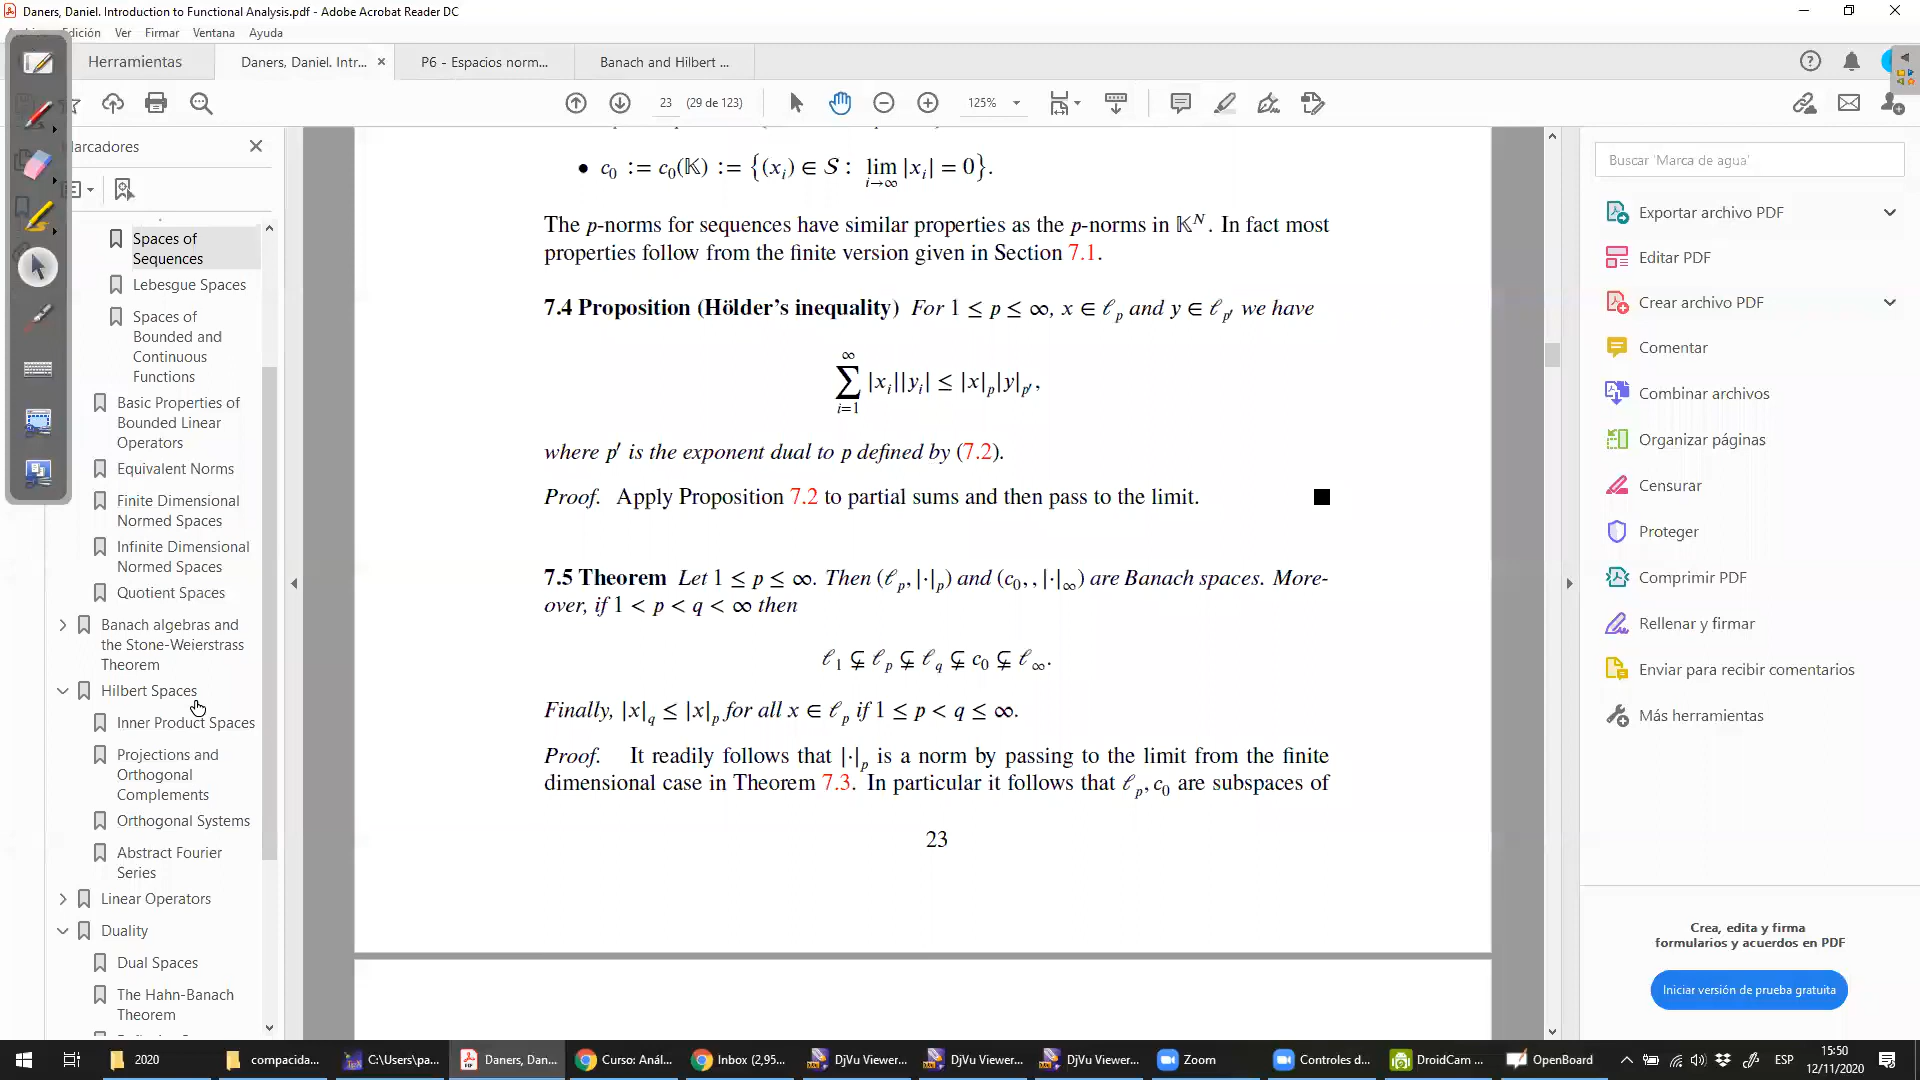 Daners, Daniel. Introduction to Functional Analysis.pdf - Adobe Acrobat Reader DC
Edición Ver Firmar Ventana Ayuda
Herramientas Daners, Daniel. Intr... × P6 - Espacios norm... Banach and Hilbert ...
23 (29 de 123) 125%
Marcadores
Spaces of
Sequences
Lebesgue Spaces
Spaces of
Bounded and
Continuous
Functions
Basic Properties of
Bounded Linear
Operators
Equivalent Norms
Finite Dimensional
Normed Spaces
Infinite Dimensional
Normed Spaces
Quotient Spaces
Banach algebras and
the Stone-Weierstrass
Theorem
Hilbert Spaces
Inner Product Spaces
Projections and
Orthogonal
Complements
Orthogonal Systems
Abstract Fourier
Series
Linear Operators
Duality
Dual Spaces
The Hahn-Banach
Theorem
• c₀ := c₀(𝕂) := {(xᵢ) ∈ 𝒮 : lim_{i→∞} |xᵢ| = 0}.
The p-norms for sequences have similar properties as the p-norms in 𝕂ᴺ. In fact most
properties follow from the finite version given in Section 7.1.
7.4 Proposition (Hölder's inequality) For 1 ≤ p ≤ ∞, x ∈ ℓ_p and y ∈ ℓ_{p′} we have
∑_{i=1}^{∞} |xᵢ||yᵢ| ≤ |x|_p|y|_{p′},
where p′ is the exponent dual to p defined by (7.2).
Proof. Apply Proposition 7.2 to partial sums and then pass to the limit. ■
7.5 Theorem Let 1 ≤ p ≤ ∞. Then (ℓ_p, |·|_p) and (c₀, , |·|_∞) are Banach spaces. More-
over, if 1 < p < q < ∞ then
ℓ₁ ⊊ ℓ_p ⊊ ℓ_q ⊊ c₀ ⊊ ℓ_∞.
Finally, |x|_q ≤ |x|_p for all x ∈ ℓ_p if 1 ≤ p < q ≤ ∞.
Proof. It readily follows that |·|_p is a norm by passing to the limit from the finite
dimensional case in Theorem 7.3. In particular it follows that ℓ_p, c₀ are subspaces of
23
Buscar 'Marca de agua'
Exportar archivo PDF
Editar PDF
Crear archivo PDF
Comentar
Combinar archivos
Organizar páginas
Censurar
Proteger
Comprimir PDF
Rellenar y firmar
Enviar para recibir comentarios
Más herramientas
Crea, edita y firma
formularios y acuerdos en PDF
Iniciar versión de prueba gratuita
2020 compacida... C:\Users\pa... Daners, Dan... Curso: Anál... Inbox (2,95... DjVu Viewer... DjVu Viewer... DjVu Viewer... Zoom Controles d... DroidCam ... OpenBoard ESP
15:50
12/11/2020